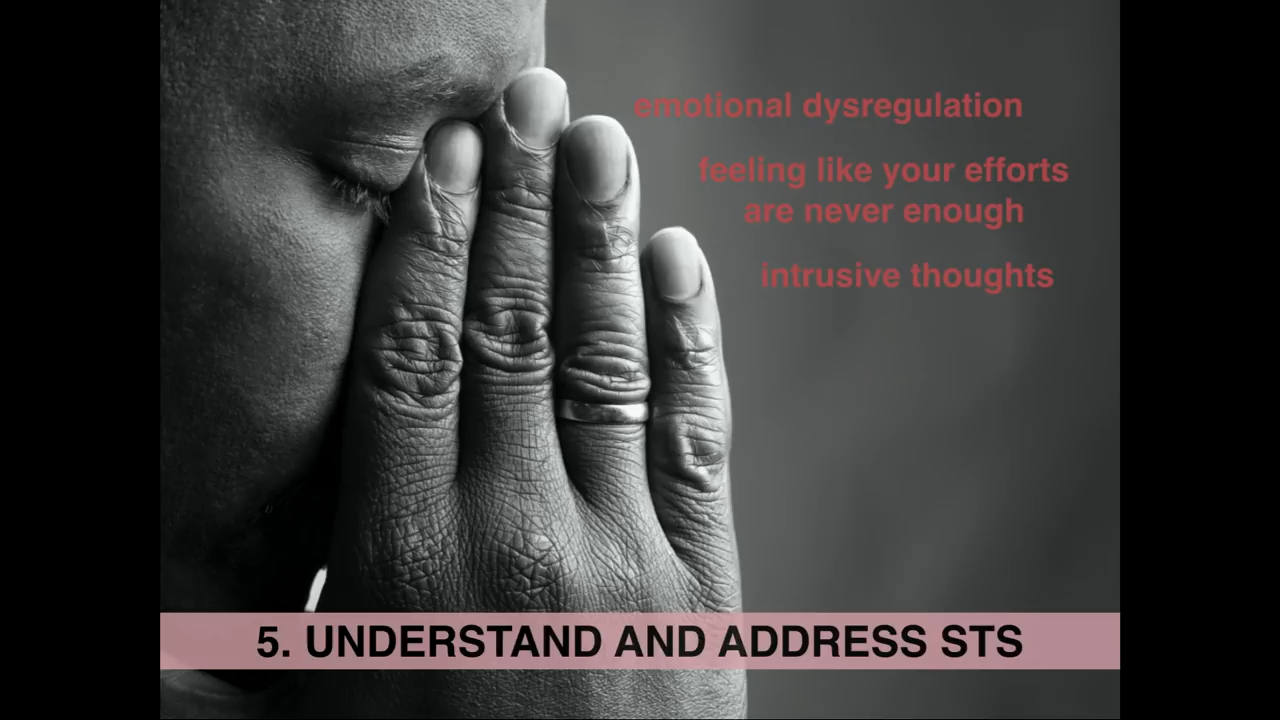 emotional dysregulation
feeling like your efforts
are never enough
intrusive thoughts
5. UNDERSTAND AND ADDRESS STS